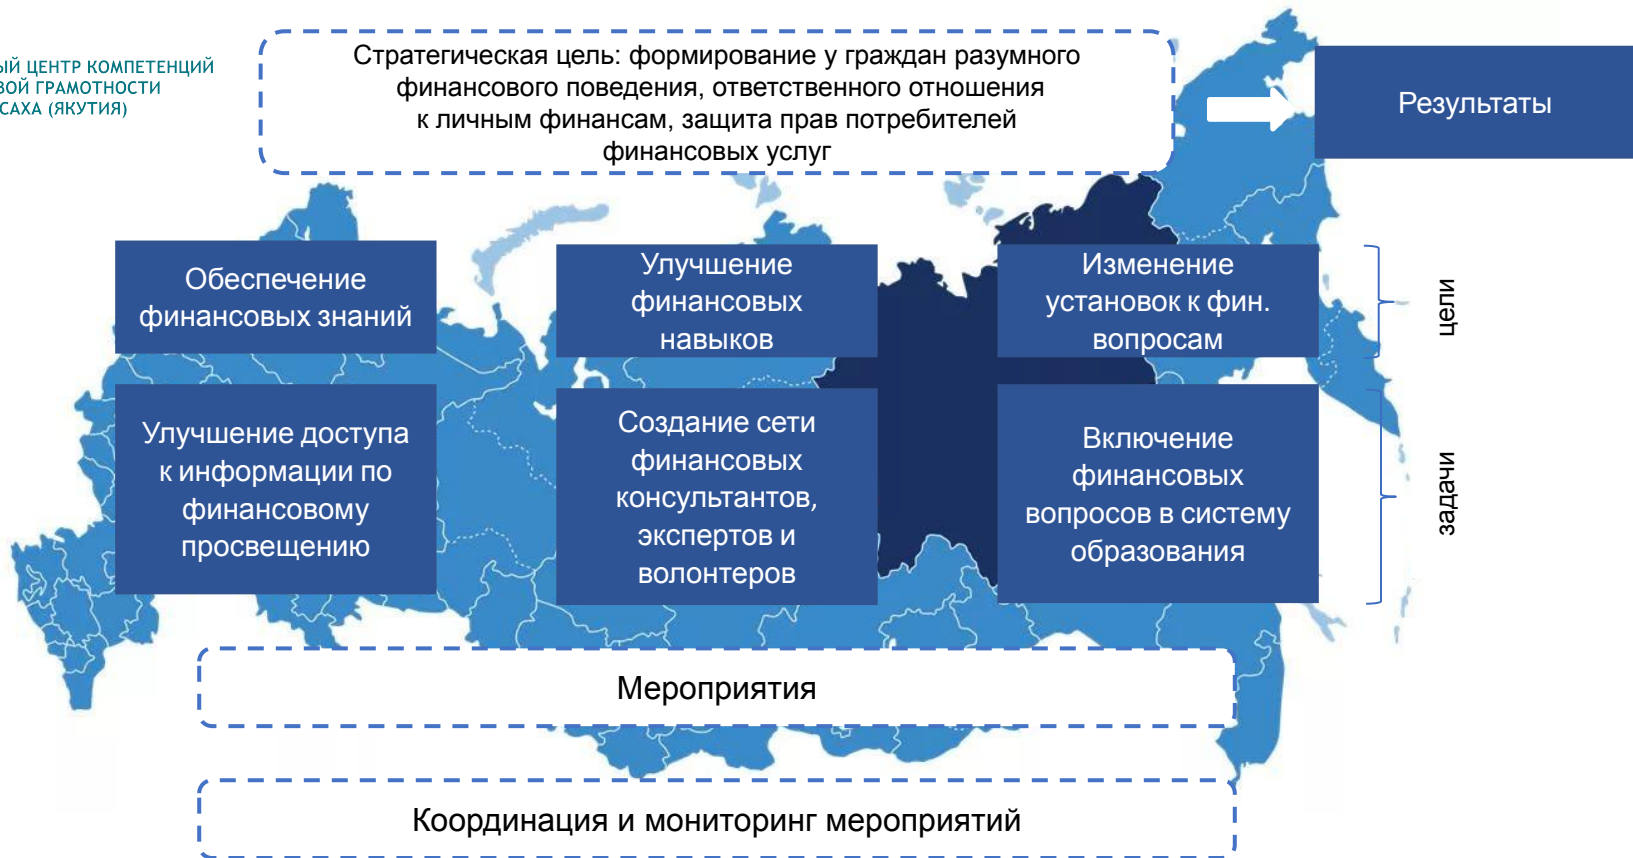 ЫЙ ЦЕНТР КОМПЕТЕНЦИЙ
ВОЙ ГРАМОТНОСТИ
САХА (ЯКУТИЯ)
Стратегическая цель: формирование у граждан разумного
финансового поведения, ответственного отношения
к личным финансам, защита прав потребителей
финансовых услуг
Результаты
Обеспечение
финансовых знаний
Улучшение
финансовых
навыков
Изменение
установок к фин.
вопросам
цели
Улучшение доступа
к информации по
финансовому
просвещению
Создание сети
финансовых
консультантов,
экспертов и
волонтеров
Включение
финансовых
вопросов в систему
образования
задачи
Мероприятия
Координация и мониторинг мероприятий